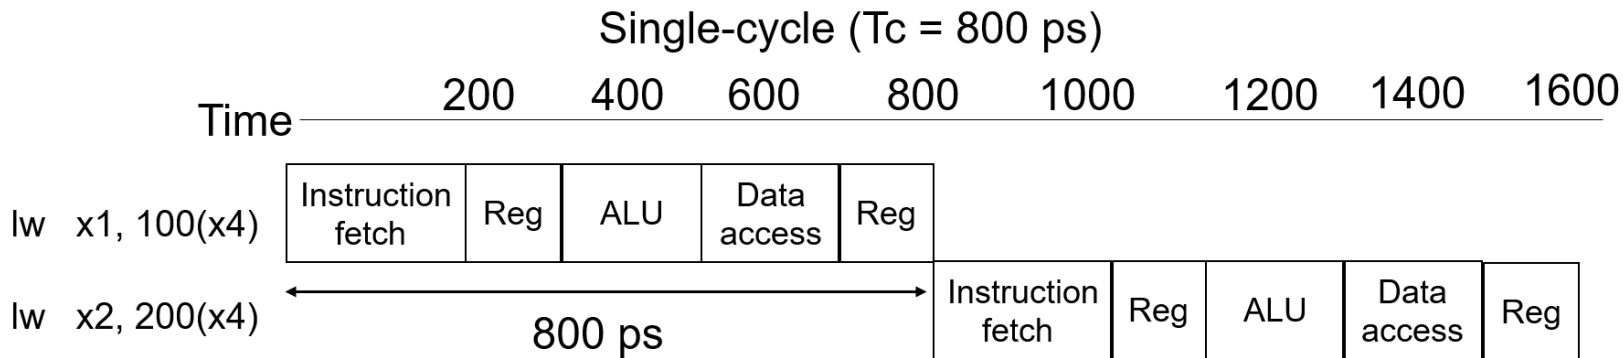 Single-cycle (Tc = 800 ps)
200 400 600 800 1000 1200 1400 1600
Time
lw x1, 100(x4)
Instruction fetch
Reg
ALU
Data access
Reg
800 ps
lw x2, 200(x4)
Instruction fetch
Reg
ALU
Data access
Reg